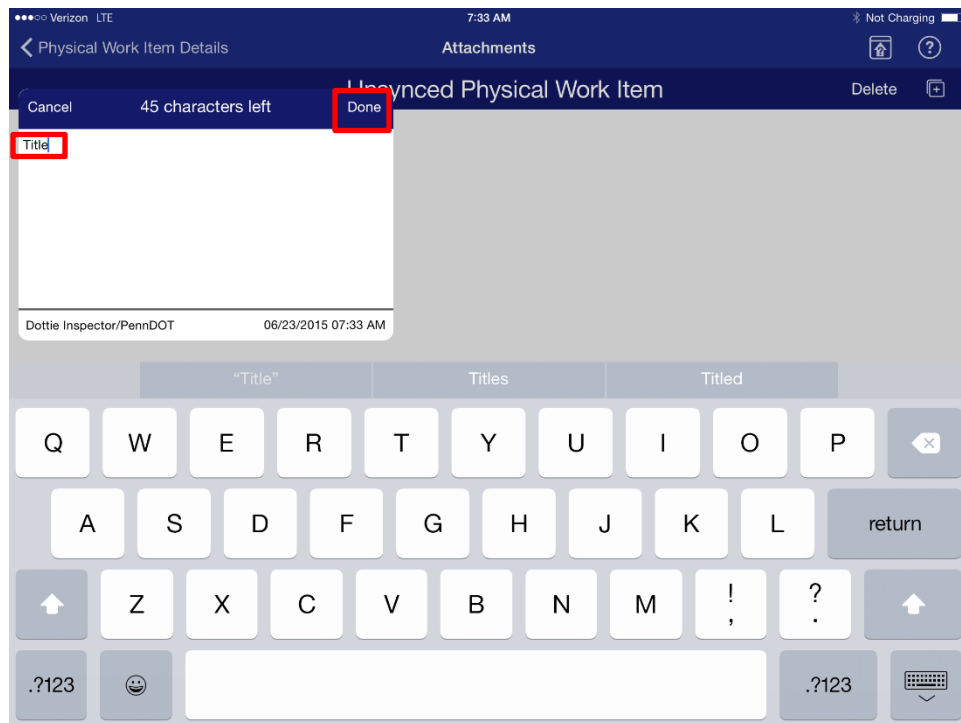 Verizon LTE 7:33 AM Not Charging
Physical Work Item Details Attachments ?
Unsynced Physical Work Item Delete
Cancel 45 characters left Done
Title
Dottie Inspector/PennDOT 06/23/2015 07:33 AM
“Title” Titles Titled
Q W E R T Y U I O P
A S D F G H J K L return
Z X C V B N M ! , ? .
.?123 .?123